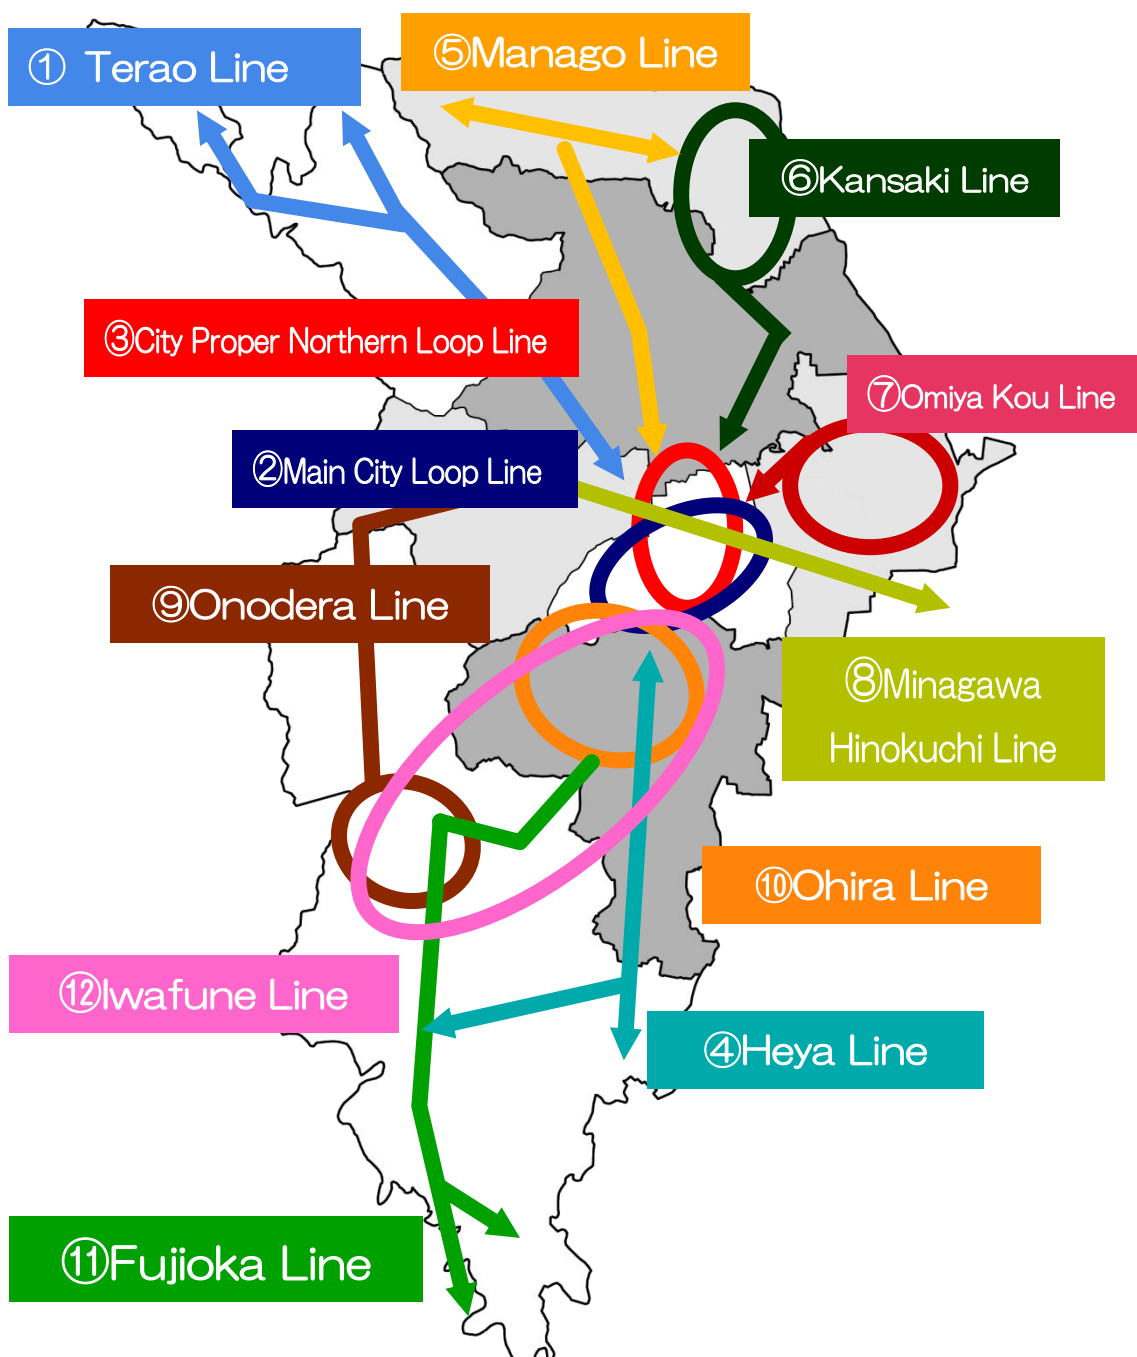 ① Terao Line
⑤Manago Line
⑥Kansaki Line
③City Proper Northern Loop Line
⑦Omiya Kou Line
②Main City Loop Line
⑨Onodera Line
⑧Minagawa
Hinokuchi Line
⑩Ohira Line
⑫Iwafune Line
④Heya Line
⑪Fujioka Line